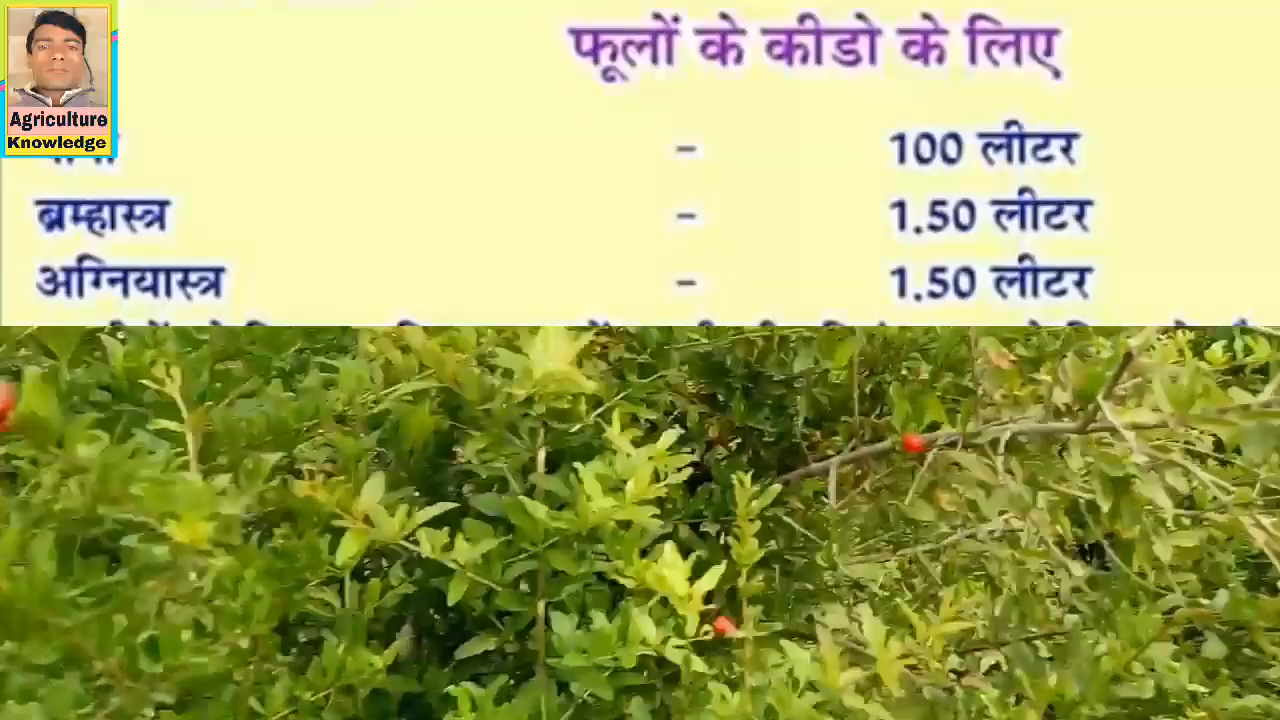 फूलों के कीडो के लिए
Agriculture
Knowledge
- 100 लीटर
ब्रम्हास्त्र - 1.50 लीटर
अग्नियास्त्र - 1.50 लीटर